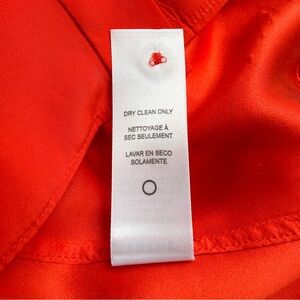 DRY CLEAN ONLY
NETTOYAGE À
SEC SEULEMENT
LAVAR EN SECO
SOLAMENTE